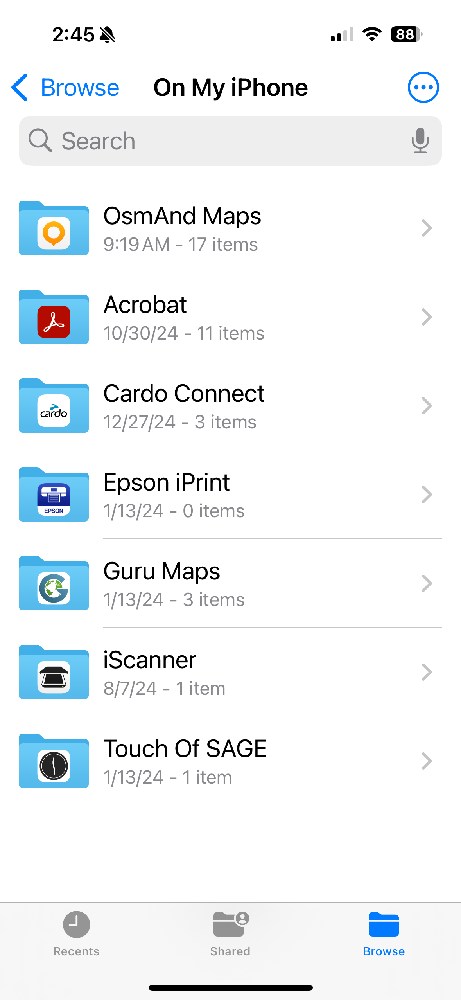 2:45
88
Browse
On My iPhone
Search
OsmAnd Maps
9:19 AM - 17 items
Acrobat
10/30/24 - 11 items
cardo
Cardo Connect
12/27/24 - 3 items
EPSON
Epson iPrint
1/13/24 - 0 items
Guru Maps
1/13/24 - 3 items
iScanner
8/7/24 - 1 item
Touch Of SAGE
1/13/24 - 1 item
Recents
Shared
Browse